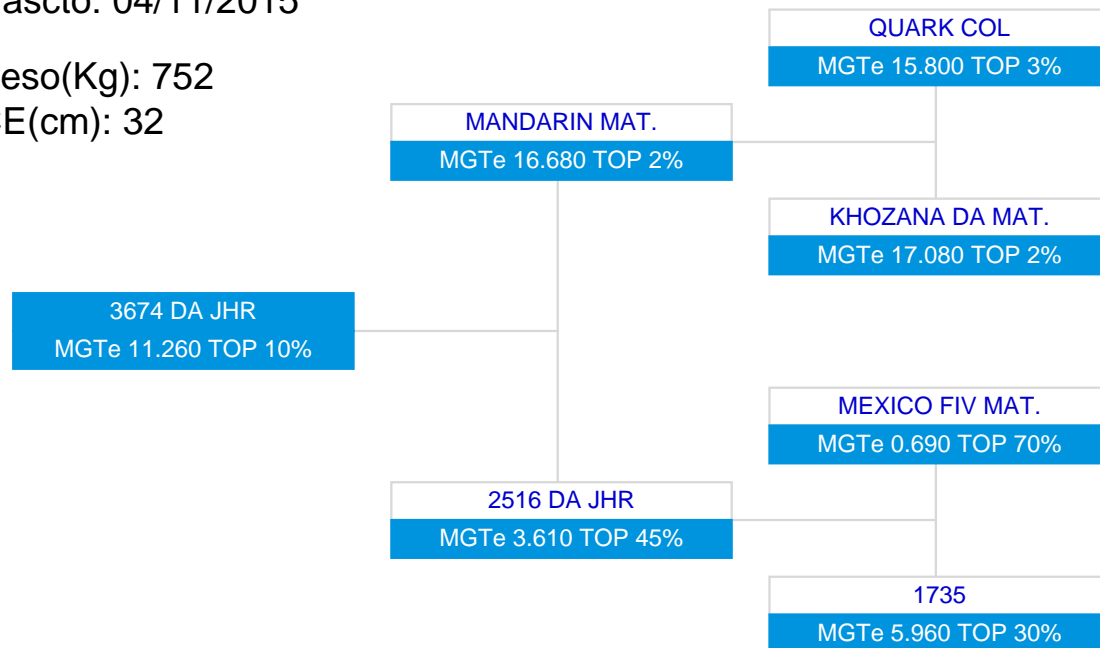 ascto: 04/11/2015
eso(Kg): 752
E(cm): 32
QUARK COL
MGTe 15.800 TOP 3%
MANDARIN MAT.
MGTe 16.680 TOP 2%
KHOZANA DA MAT.
MGTe 17.080 TOP 2%
3674 DA JHR
MGTe 11.260 TOP 10%
MEXICO FIV MAT.
MGTe 0.690 TOP 70%
2516 DA JHR
MGTe 3.610 TOP 45%
1735
MGTe 5.960 TOP 30%